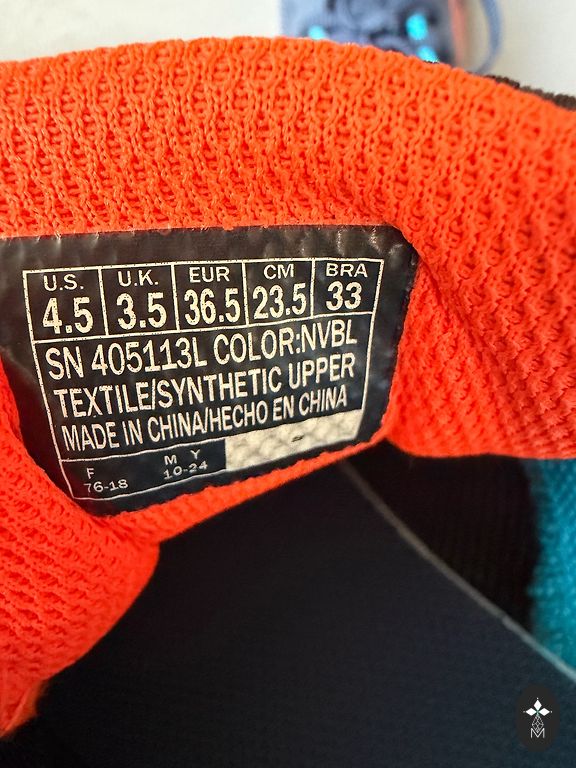 U.S. U.K. EUR CM BRA
4.5 3.5 36.5 23.5 33
SN 405113L COLOR:NVBL
TEXTILE/SYNTHETIC UPPER
MADE IN CHINA/HECHO EN CHINA
F M Y
76-18 10-24
M